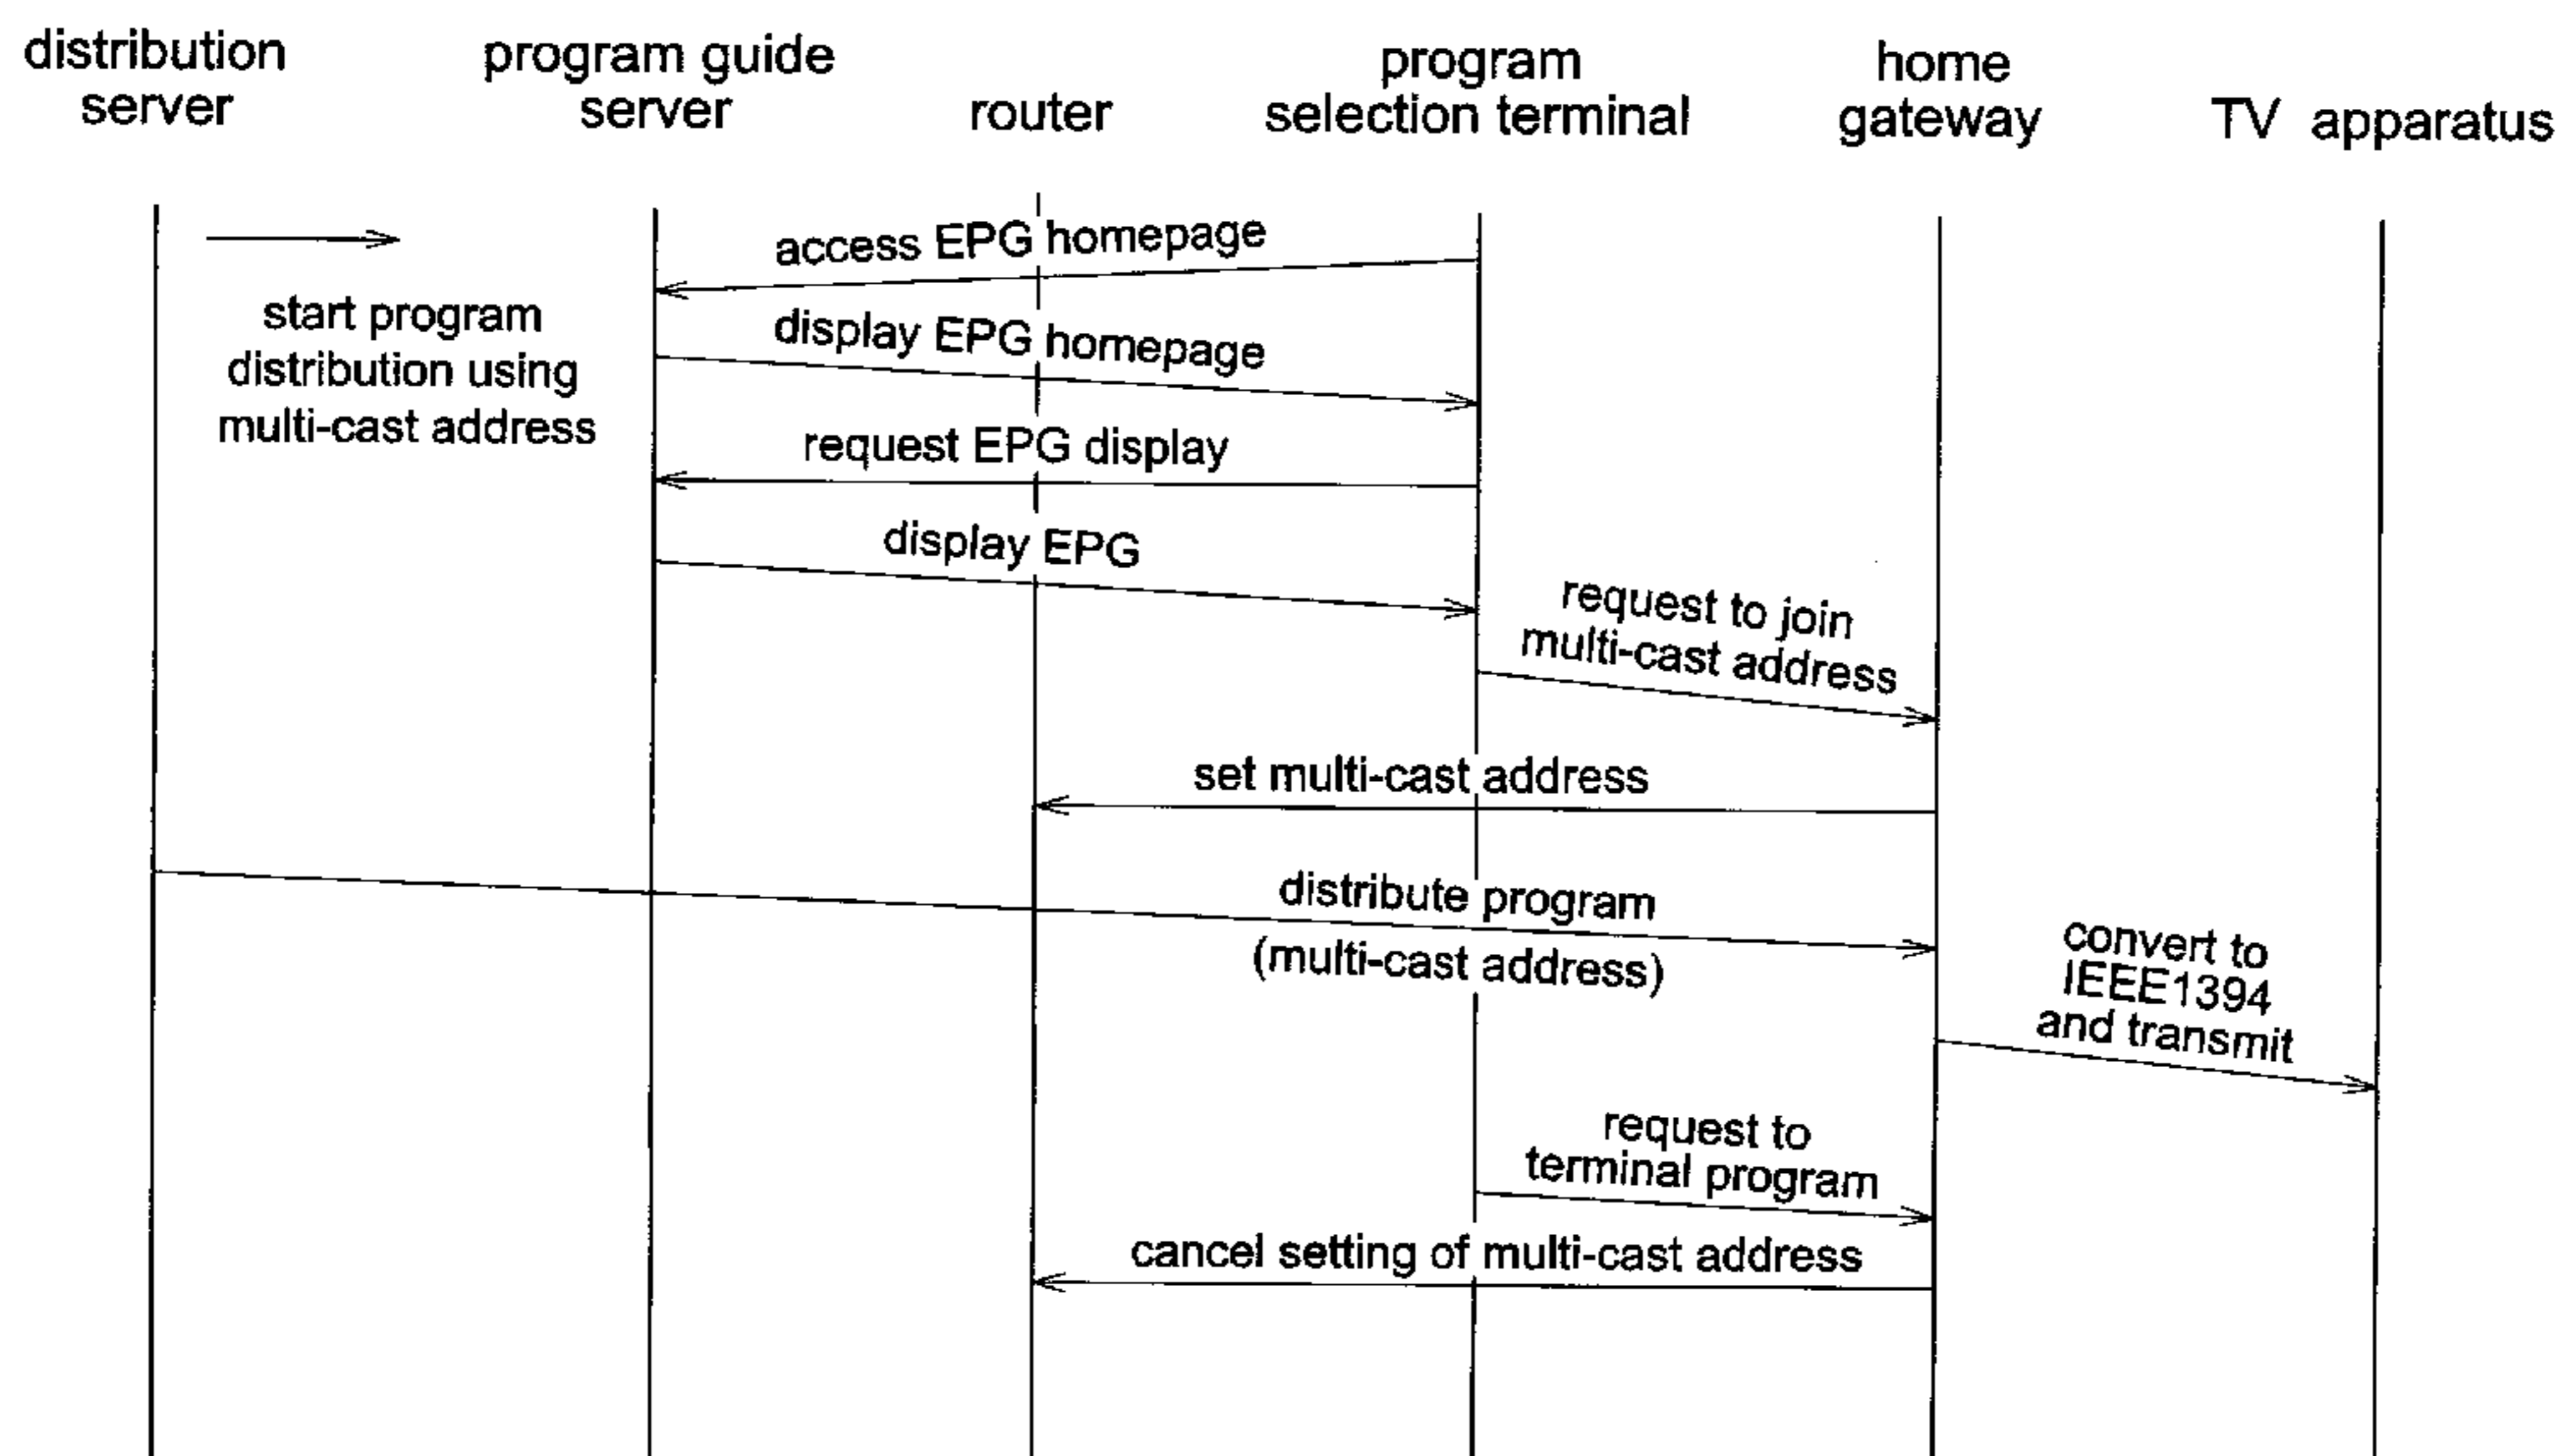 distribution
server
program guide
server
router
program
selection terminal
home
gateway
TV apparatus
start program
distribution using
multi-cast address
access EPG homepage
display EPG homepage
request EPG display
display EPG
request to join
multi-cast address
set multi-cast address
distribute program
(multi-cast address)
convert to
IEEE1394
and transmit
request to
terminal program
cancel setting of multi-cast address